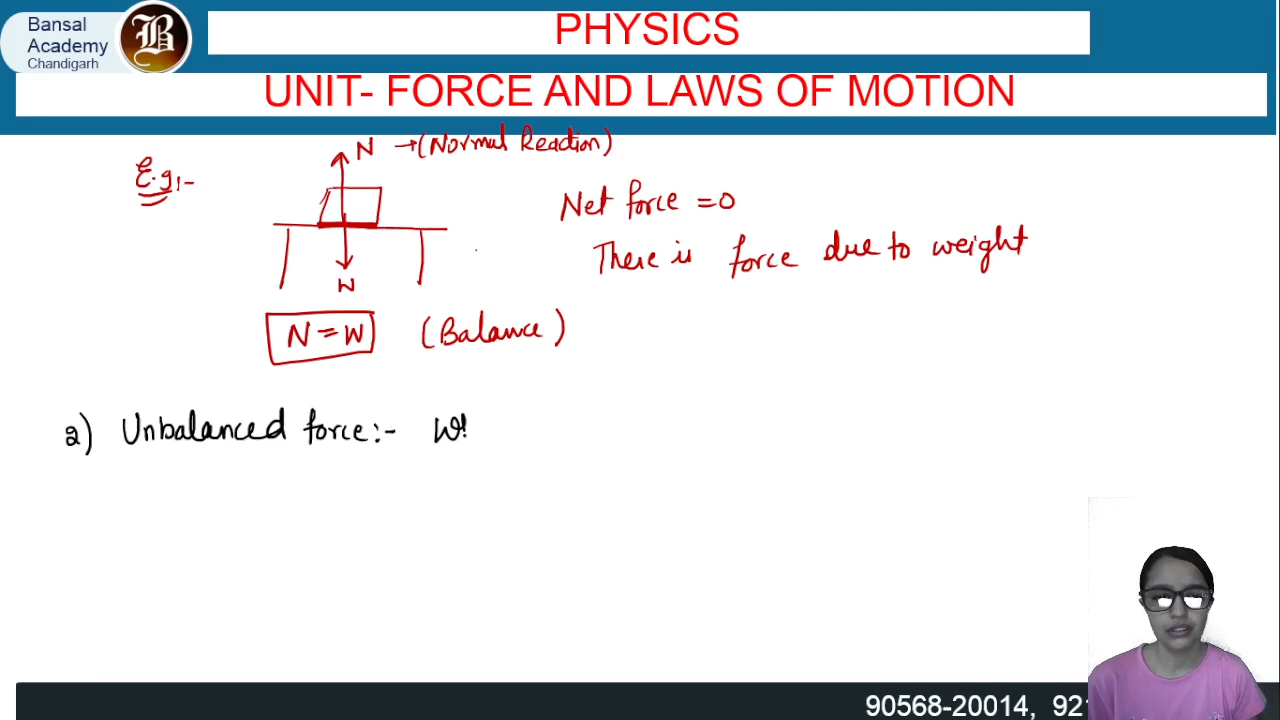 Bansal
Academy
Chandigarh
B
PHYSICS
UNIT- FORCE AND LAWS OF MOTION
E.g:-
N → (Normal Reaction)
Net force = 0
There is force due to weight
W
N = W (Balance)
2) Unbalanced force:-
90568-20014, 92